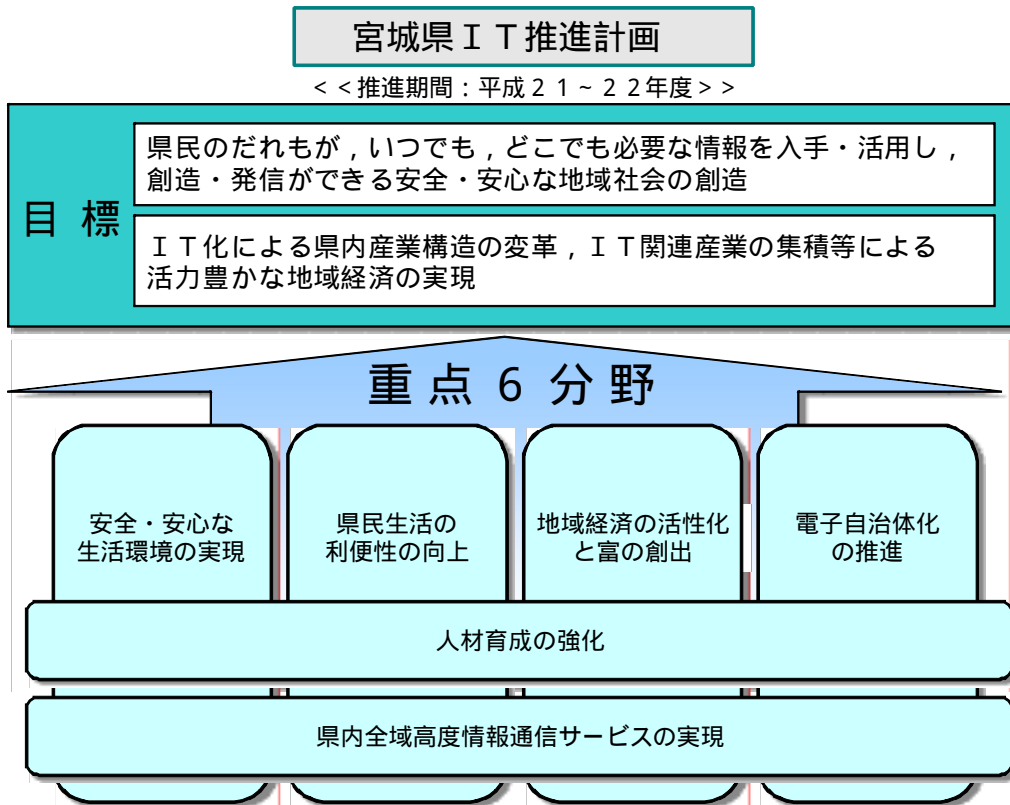 宮城県ＩＴ推進計画
＜＜推進期間：平成２１～２２年度＞＞
目標
県民のだれもが，いつでも，どこでも必要な情報を入手・活用し，
創造・発信ができる安全・安心な地域社会の創造
ＩＴ化による県内産業構造の変革，ＩＴ関連産業の集積等による
活力豊かな地域経済の実現
重点６分野
安全・安心な
生活環境の実現
県民生活の
利便性の向上
地域経済の活性化
と富の創出
電子自治体化
の推進
人材育成の強化
県内全域高度情報通信サービスの実現